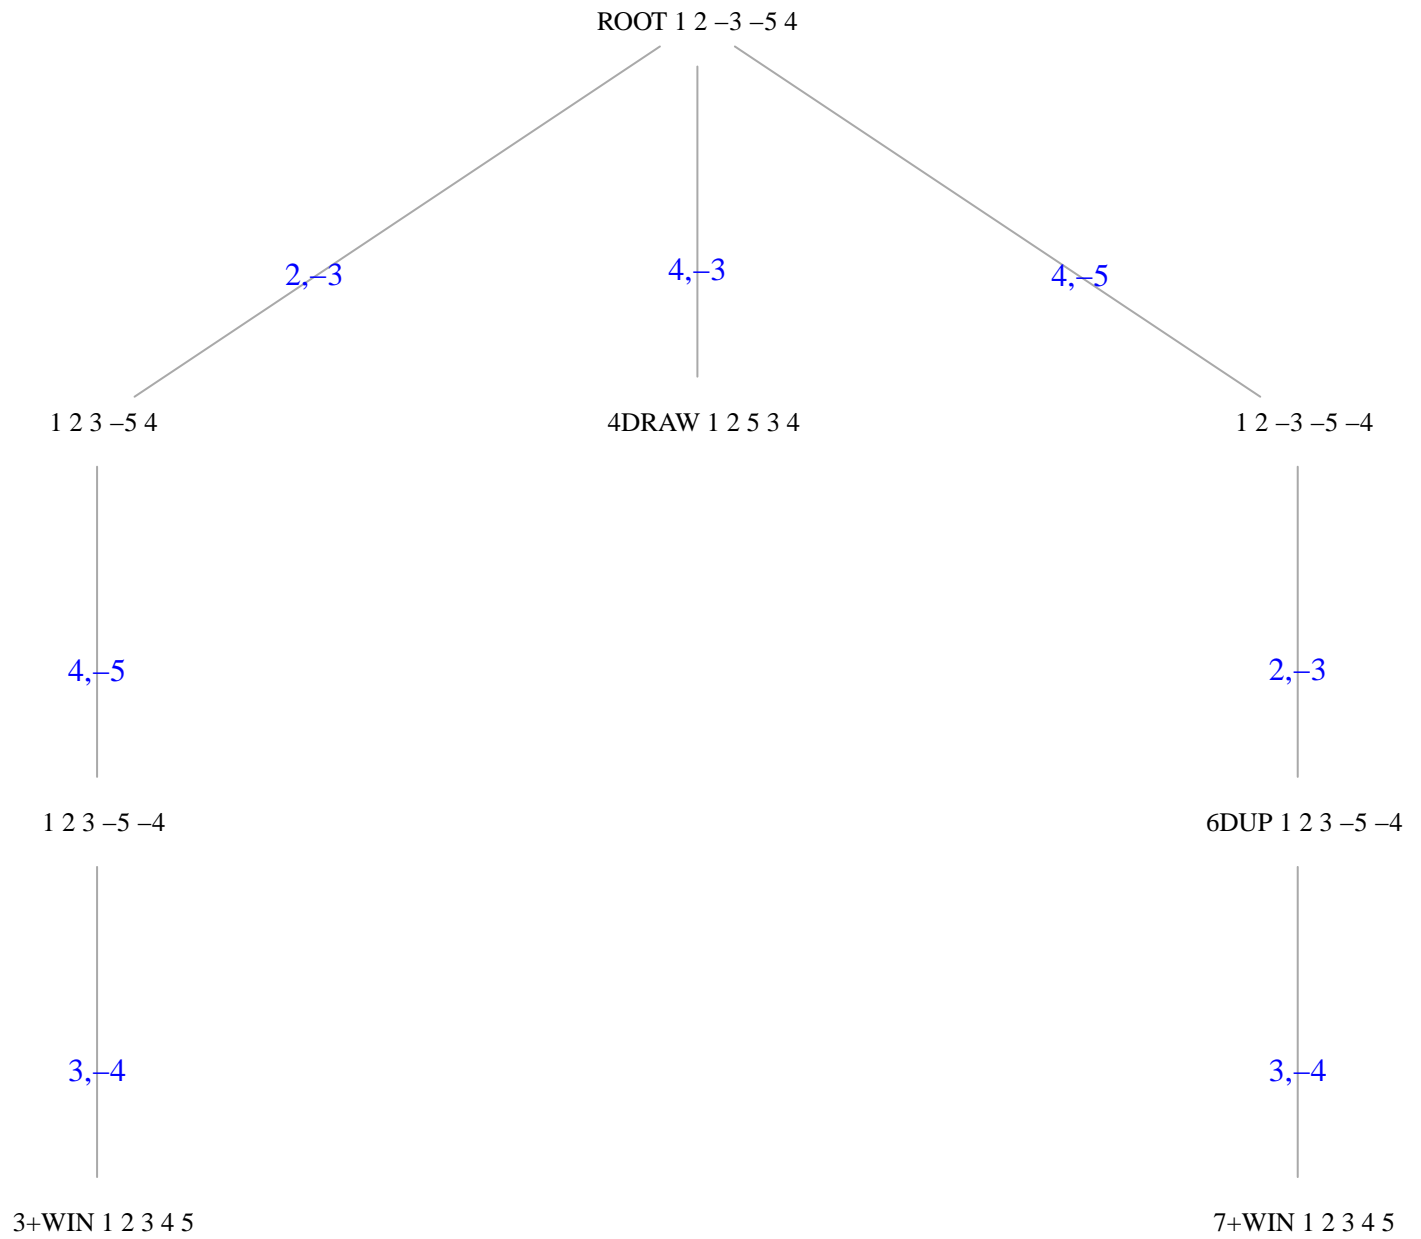 ROOT 1 2 –3 –5 4
2,–3
4,–3
4,–5
1 2 3 –5 4
4DRAW 1 2 5 3 4
1 2 –3 –5 –4
4,–5
2,–3
1 2 3 –5 –4
6DUP 1 2 3 –5 –4
3,–4
3,–4
3+WIN 1 2 3 4 5
7+WIN 1 2 3 4 5